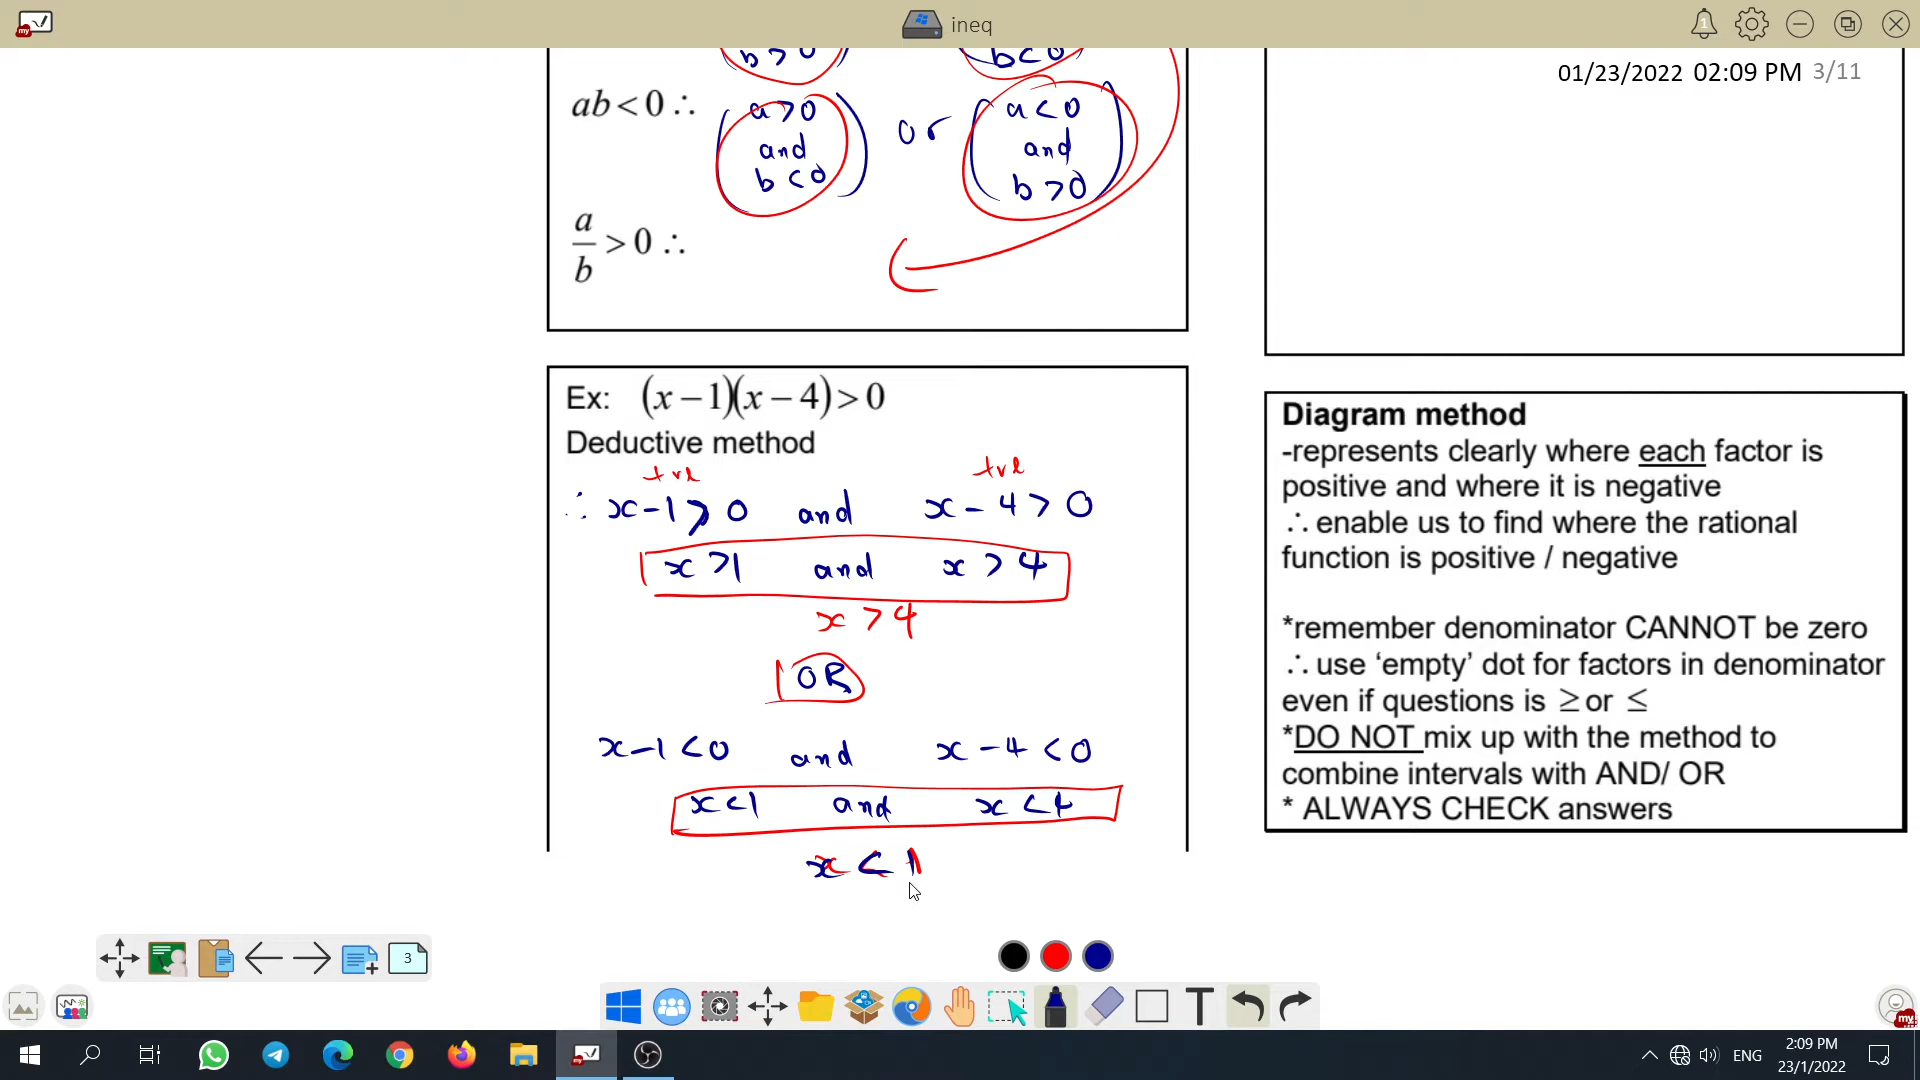 ineq
1
01/23/2022 02:09 PM 3/11
b > 0
b < 0
ab < 0 ∴
a > 0
and
b < 0
or
a < 0
and
b > 0
a/b > 0 ∴
Ex: (x – 1)(x – 4) > 0
Deductive method
+ve +ve
∴ x – 1 > 0 and x – 4 > 0
x > 1 and x > 4
x > 4
OR
x – 1 < 0 and x – 4 < 0
x < 1 and x < 4
x < 1
Diagram method
-represents clearly where each factor is
positive and where it is negative
∴ enable us to find where the rational
function is positive / negative
*remember denominator CANNOT be zero
∴ use ‘empty’ dot for factors in denominator
even if questions is ≥ or ≤
*DO NOT mix up with the method to
combine intervals with AND/ OR
* ALWAYS CHECK answers
3
T
my
my
ENG
2:09 PM
23/1/2022